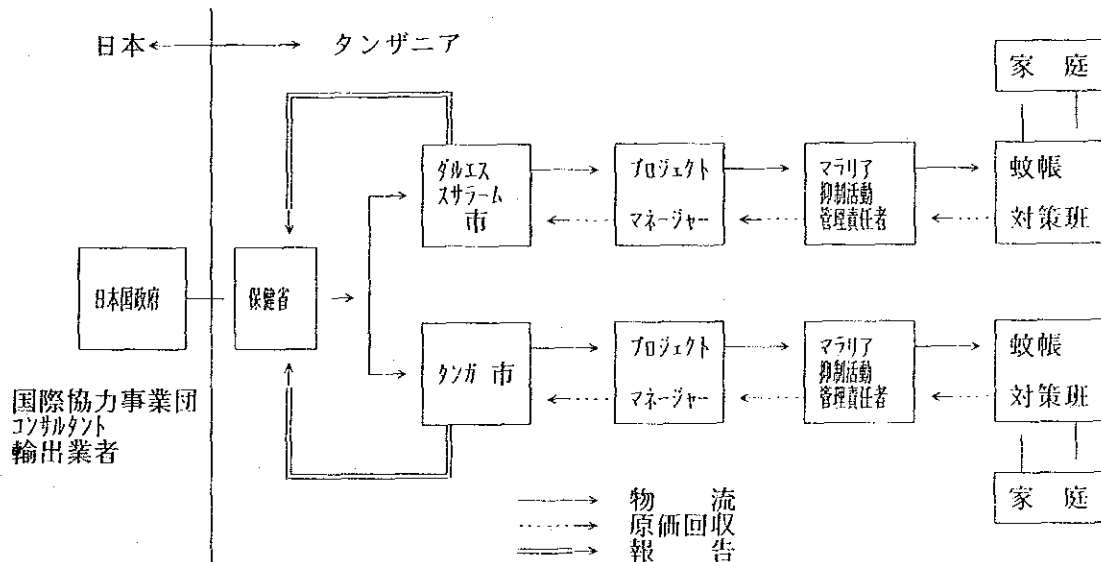 日本
タンザニア
家 庭
ダルエス
スサラーム
市
プロジェクト
マネージャー
マラリア
抑制活動
管理責任者
蚊帳
対策班
日本国政府
保健省
タンガ 市
プロジェクト
マネージャー
マラリア
抑制活動
管理責任者
蚊帳
対策班
国際協力事業団
コンサルタント
輸出業者
家 庭
物 流
原価回収
報 告